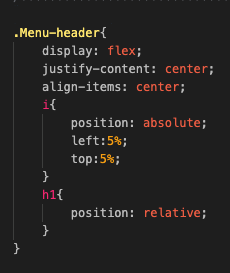 .Menu-header{
    display: flex;
    justify-content: center;
    align-items: center;
    i{
        position: absolute;
        left:5%;
        top:5%;
    }
    h1{
        position: relative;
    }
}